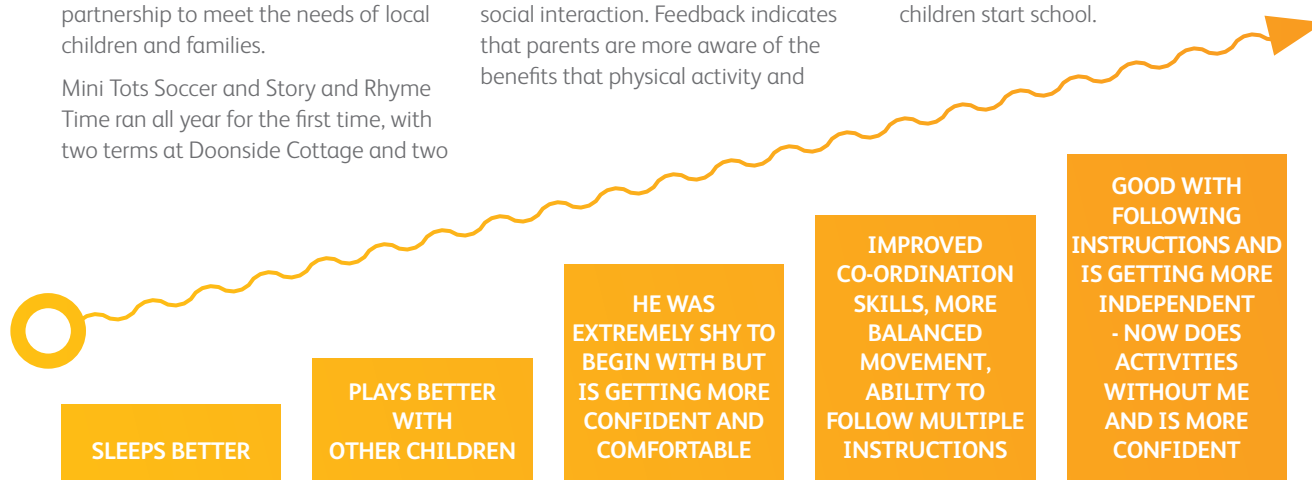 partnership to meet the needs of local
children and families.
Mini Tots Soccer and Story and Rhyme
Time ran all year for the first time, with
two terms at Doonside Cottage and two
social interaction. Feedback indicates
that parents are more aware of the
benefits that physical activity and
children start school.
SLEEPS BETTER
PLAYS BETTER
WITH
OTHER CHILDREN
HE WAS
EXTREMELY SHY TO
BEGIN WITH BUT
IS GETTING MORE
CONFIDENT AND
COMFORTABLE
IMPROVED
CO-ORDINATION
SKILLS, MORE
BALANCED
MOVEMENT,
ABILITY TO
FOLLOW MULTIPLE
INSTRUCTIONS
GOOD WITH
FOLLOWING
INSTRUCTIONS AND
IS GETTING MORE
INDEPENDENT
- NOW DOES
ACTIVITIES
WITHOUT ME
AND IS MORE
CONFIDENT